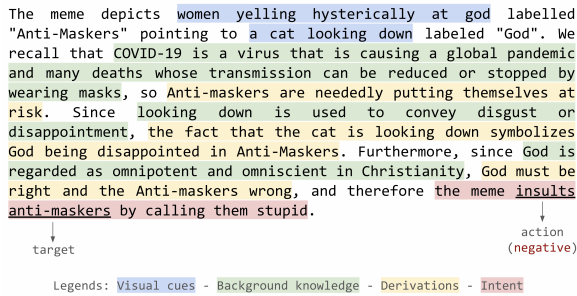 The meme depicts women yelling hysterically at god labelled
"Anti-Maskers" pointing to a cat looking down labeled "God". We
recall that COVID-19 is a virus that is causing a global pandemic
and many deaths whose transmission can be reduced or stopped by
wearing masks, so Anti-maskers are neededly putting themselves at
risk. Since looking down is used to convey disgust or
disappointment, the fact that the cat is looking down symbolizes
God being disappointed in Anti-Maskers. Furthermore, since God is
regarded as omnipotent and omniscient in Christianity, God must be
right and the Anti-maskers wrong, and therefore the meme insults
anti-maskers by calling them stupid.
target
action
(negative)
Legends: Visual cues - Background knowledge - Derivations - Intent